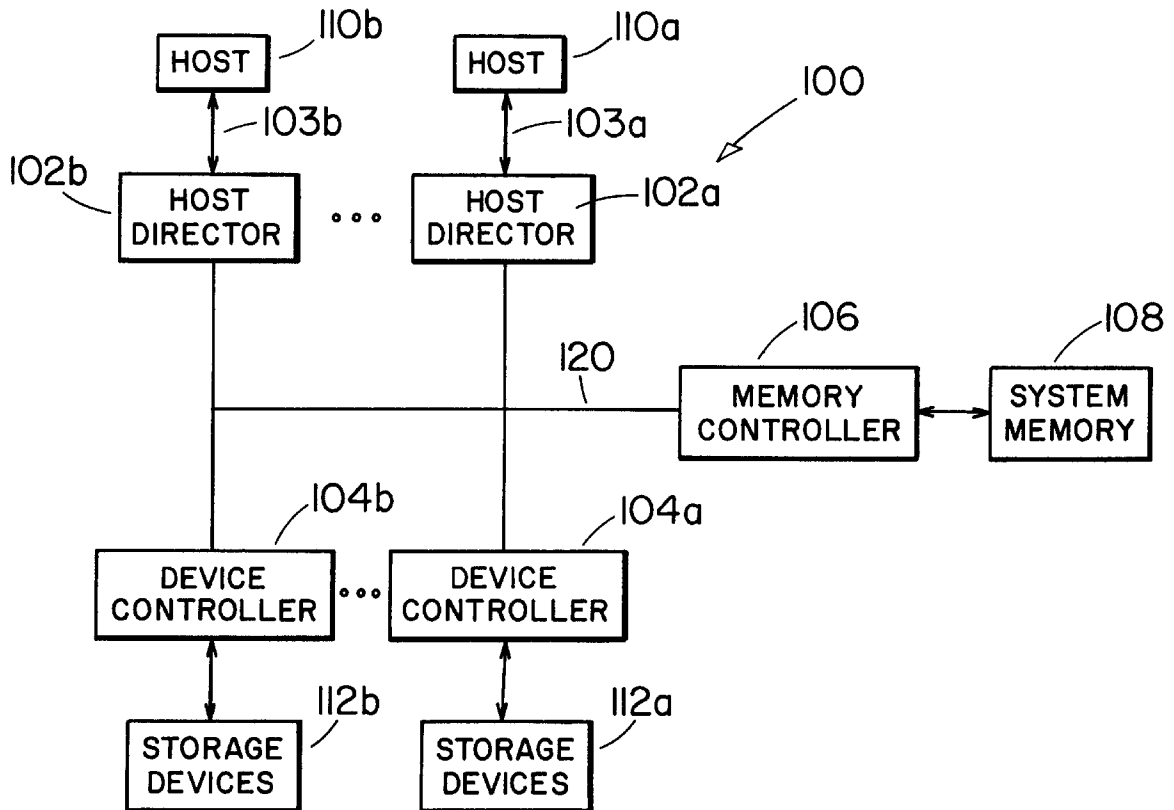 110b
110a
HOST
HOST
100
103b
103a
102b
HOST
DIRECTOR
HOST
DIRECTOR
102a
106
108
120
MEMORY
CONTROLLER
SYSTEM
MEMORY
104b
104a
DEVICE
CONTROLLER
DEVICE
CONTROLLER
112b
112a
STORAGE
DEVICES
STORAGE
DEVICES